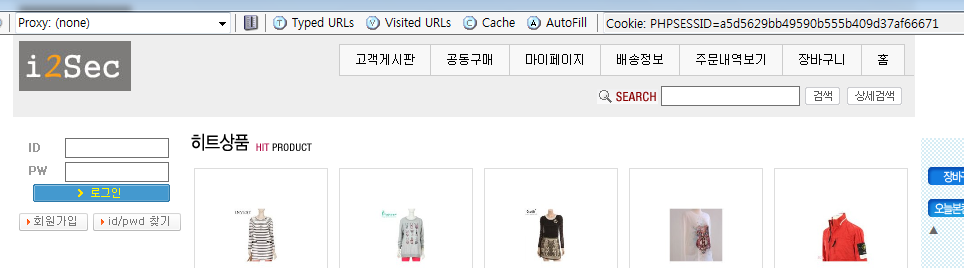 Proxy: (none) Typed URLs Visited URLs Cache AutoFill Cookie: PHPSESSID=a5d5629bb49590b555b409d37af66671
i2Sec
고객게시판 공동구매 마이페이지 배송정보 주문내역보기 장바구니 홈
SEARCH 검색 상세검색
히트상품 HIT PRODUCT
ID
PW
로그인
회원가입 id/pwd 찾기
장바구
오늘본